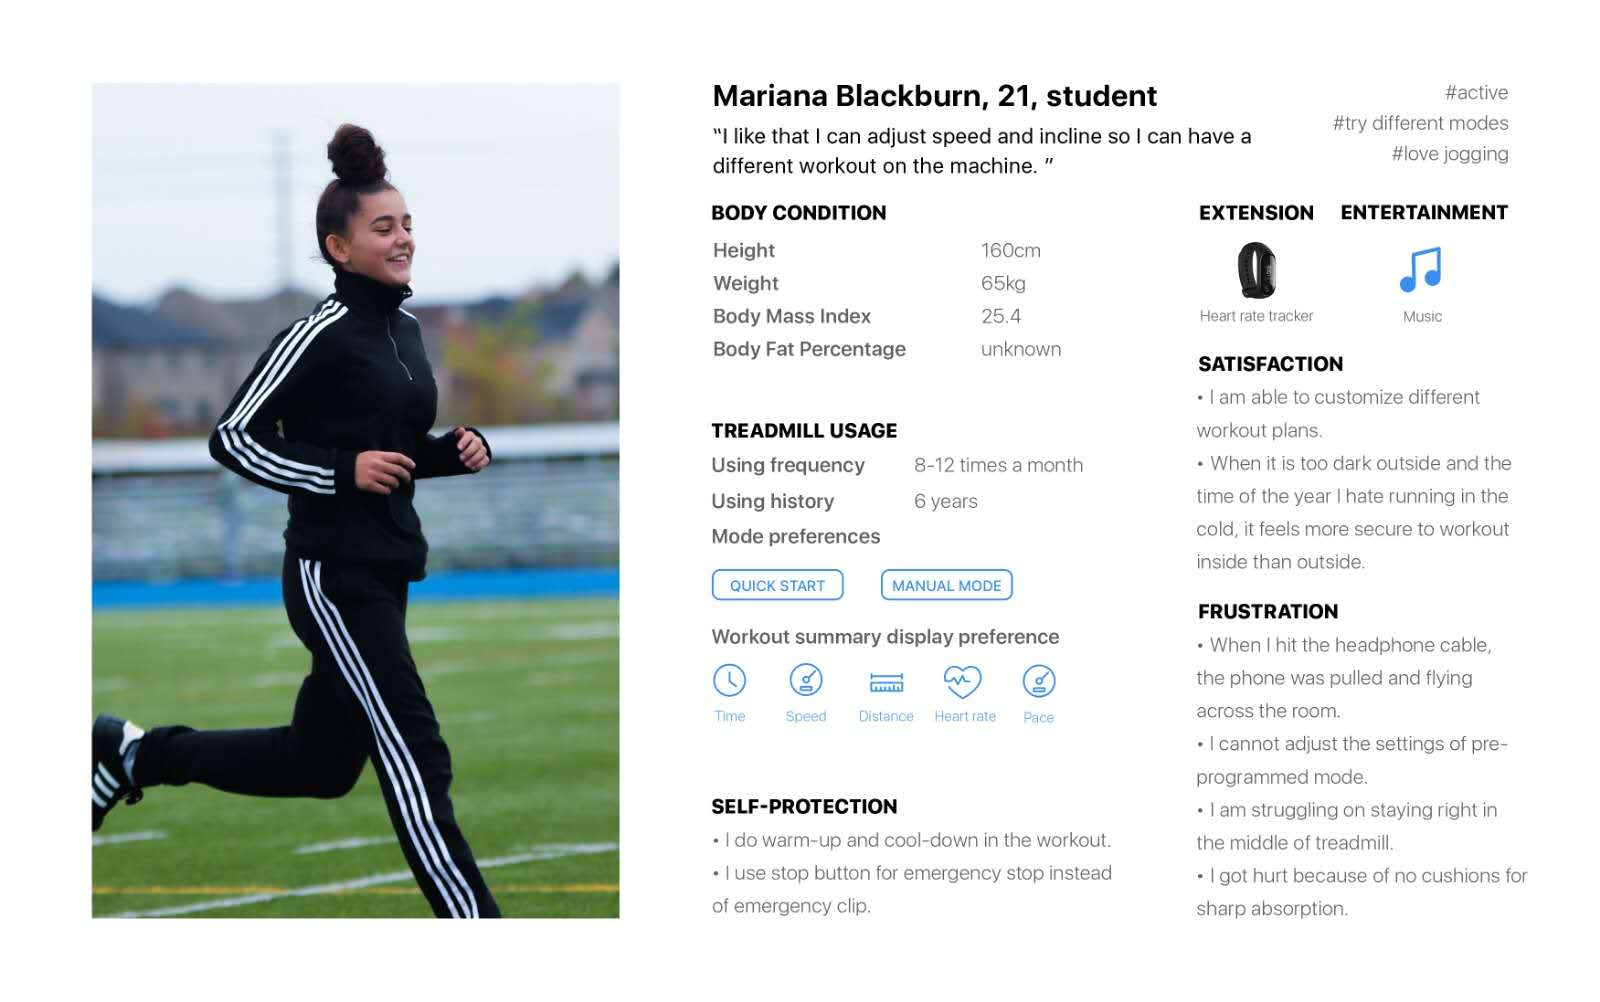 Mariana Blackburn, 21, student
“I like that I can adjust speed and incline so I can have a
different workout on the machine. ”
#active
#try different modes
#love jogging
BODY CONDITION
Height 160cm
Weight 65kg
Body Mass Index 25.4
Body Fat Percentage unknown
TREADMILL USAGE
Using frequency 8-12 times a month
Using history 6 years
Mode preferences
QUICK START MANUAL MODE
Workout summary display preference
Time Speed Distance Heart rate Pace
SELF-PROTECTION
• I do warm-up and cool-down in the workout.
• I use stop button for emergency stop instead
of emergency clip.
EXTENSION ENTERTAINMENT
Heart rate tracker Music
SATISFACTION
• I am able to customize different
workout plans.
• When it is too dark outside and the
time of the year I hate running in the
cold, it feels more secure to workout
inside than outside.
FRUSTRATION
• When I hit the headphone cable,
the phone was pulled and flying
across the room.
• I cannot adjust the settings of pre-
programmed mode.
• I am struggling on staying right in
the middle of treadmill.
• I got hurt because of no cushions for
sharp absorption.